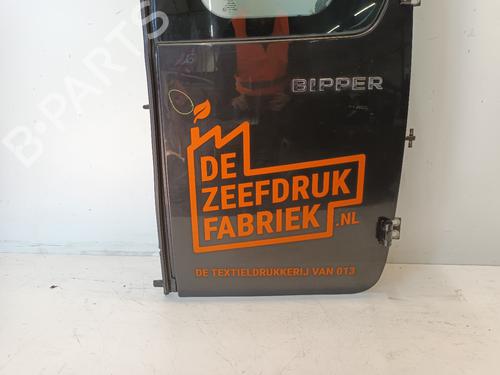 B-PARTS
BIPPER
DE
ZEEFDRUK
FABRIEK.NL
DE TEXTIELDRUKKERIJ VAN 013